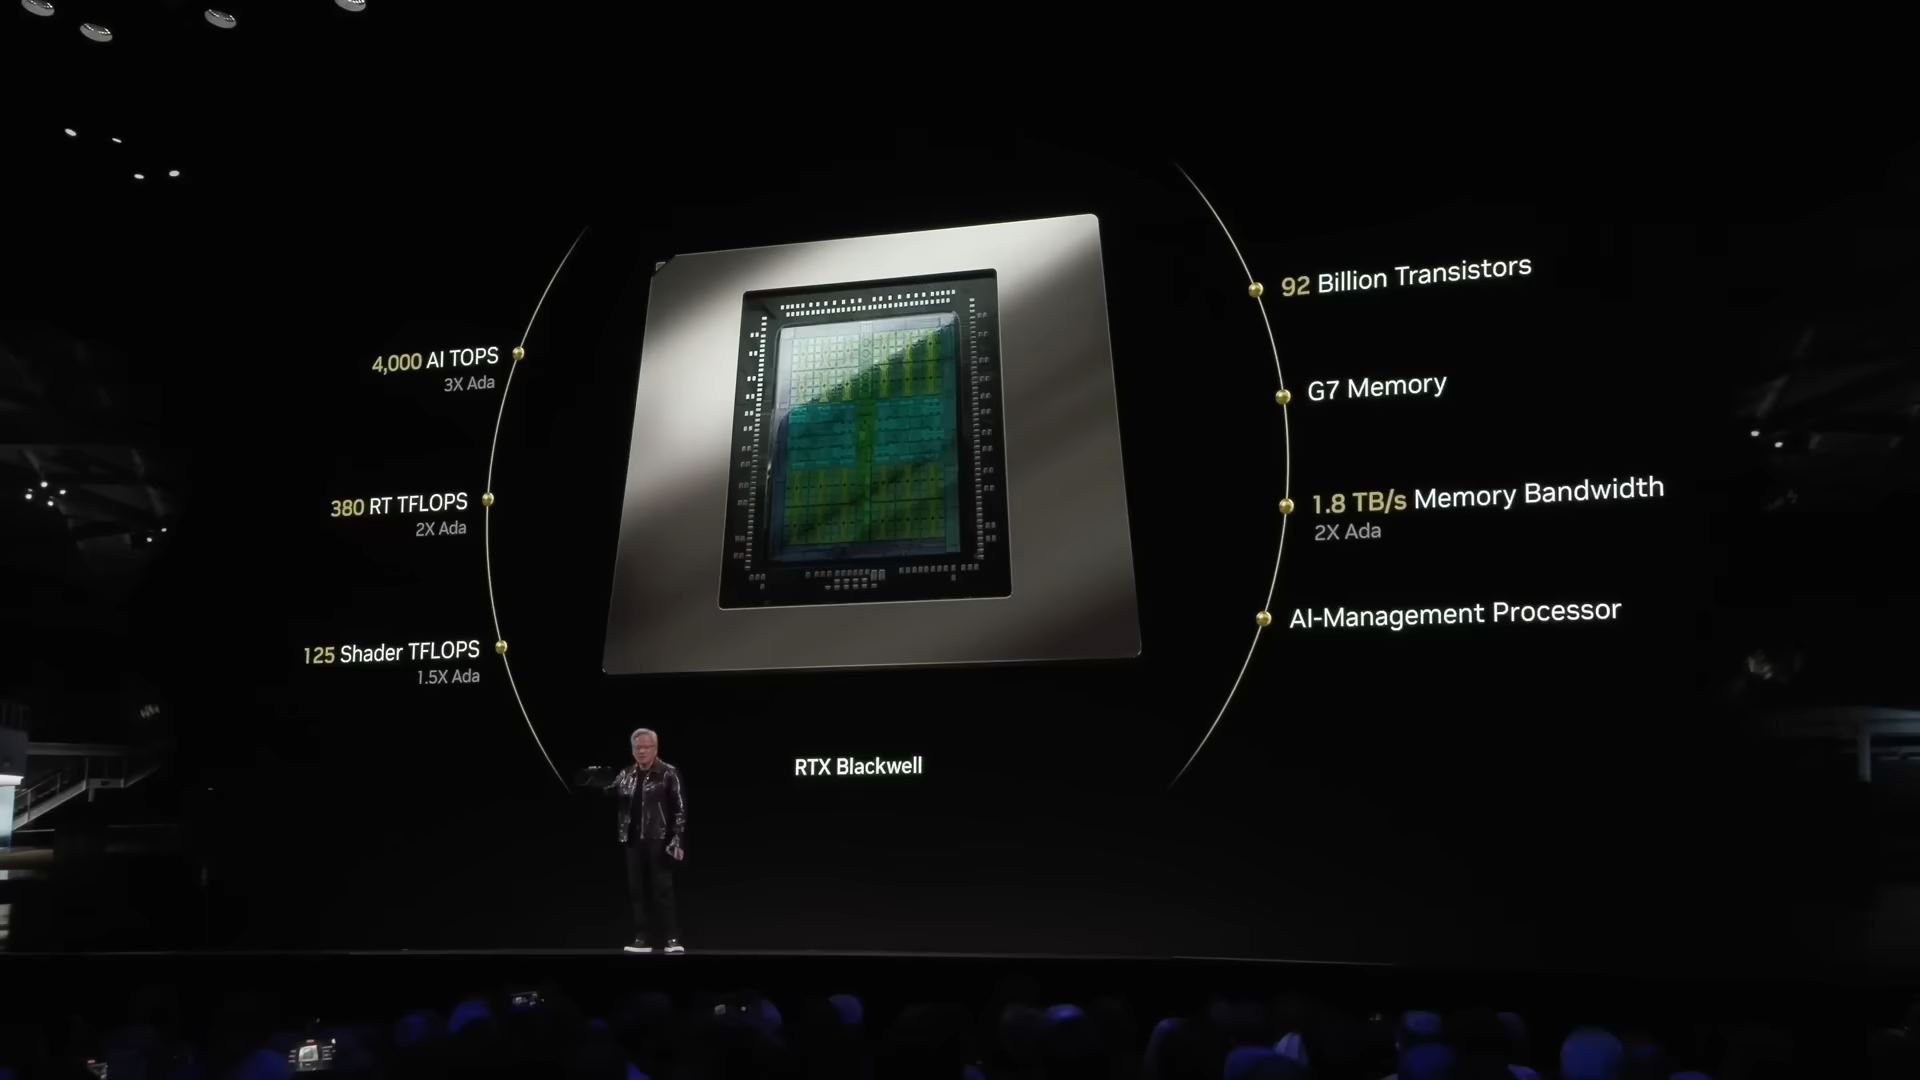 4,000 AI TOPS
3X Ada
380 RT TFLOPS
2X Ada
125 Shader TFLOPS
1.5X Ada
92 Billion Transistors
G7 Memory
1.8 TB/s Memory Bandwidth
2X Ada
AI-Management Processor
RTX Blackwell